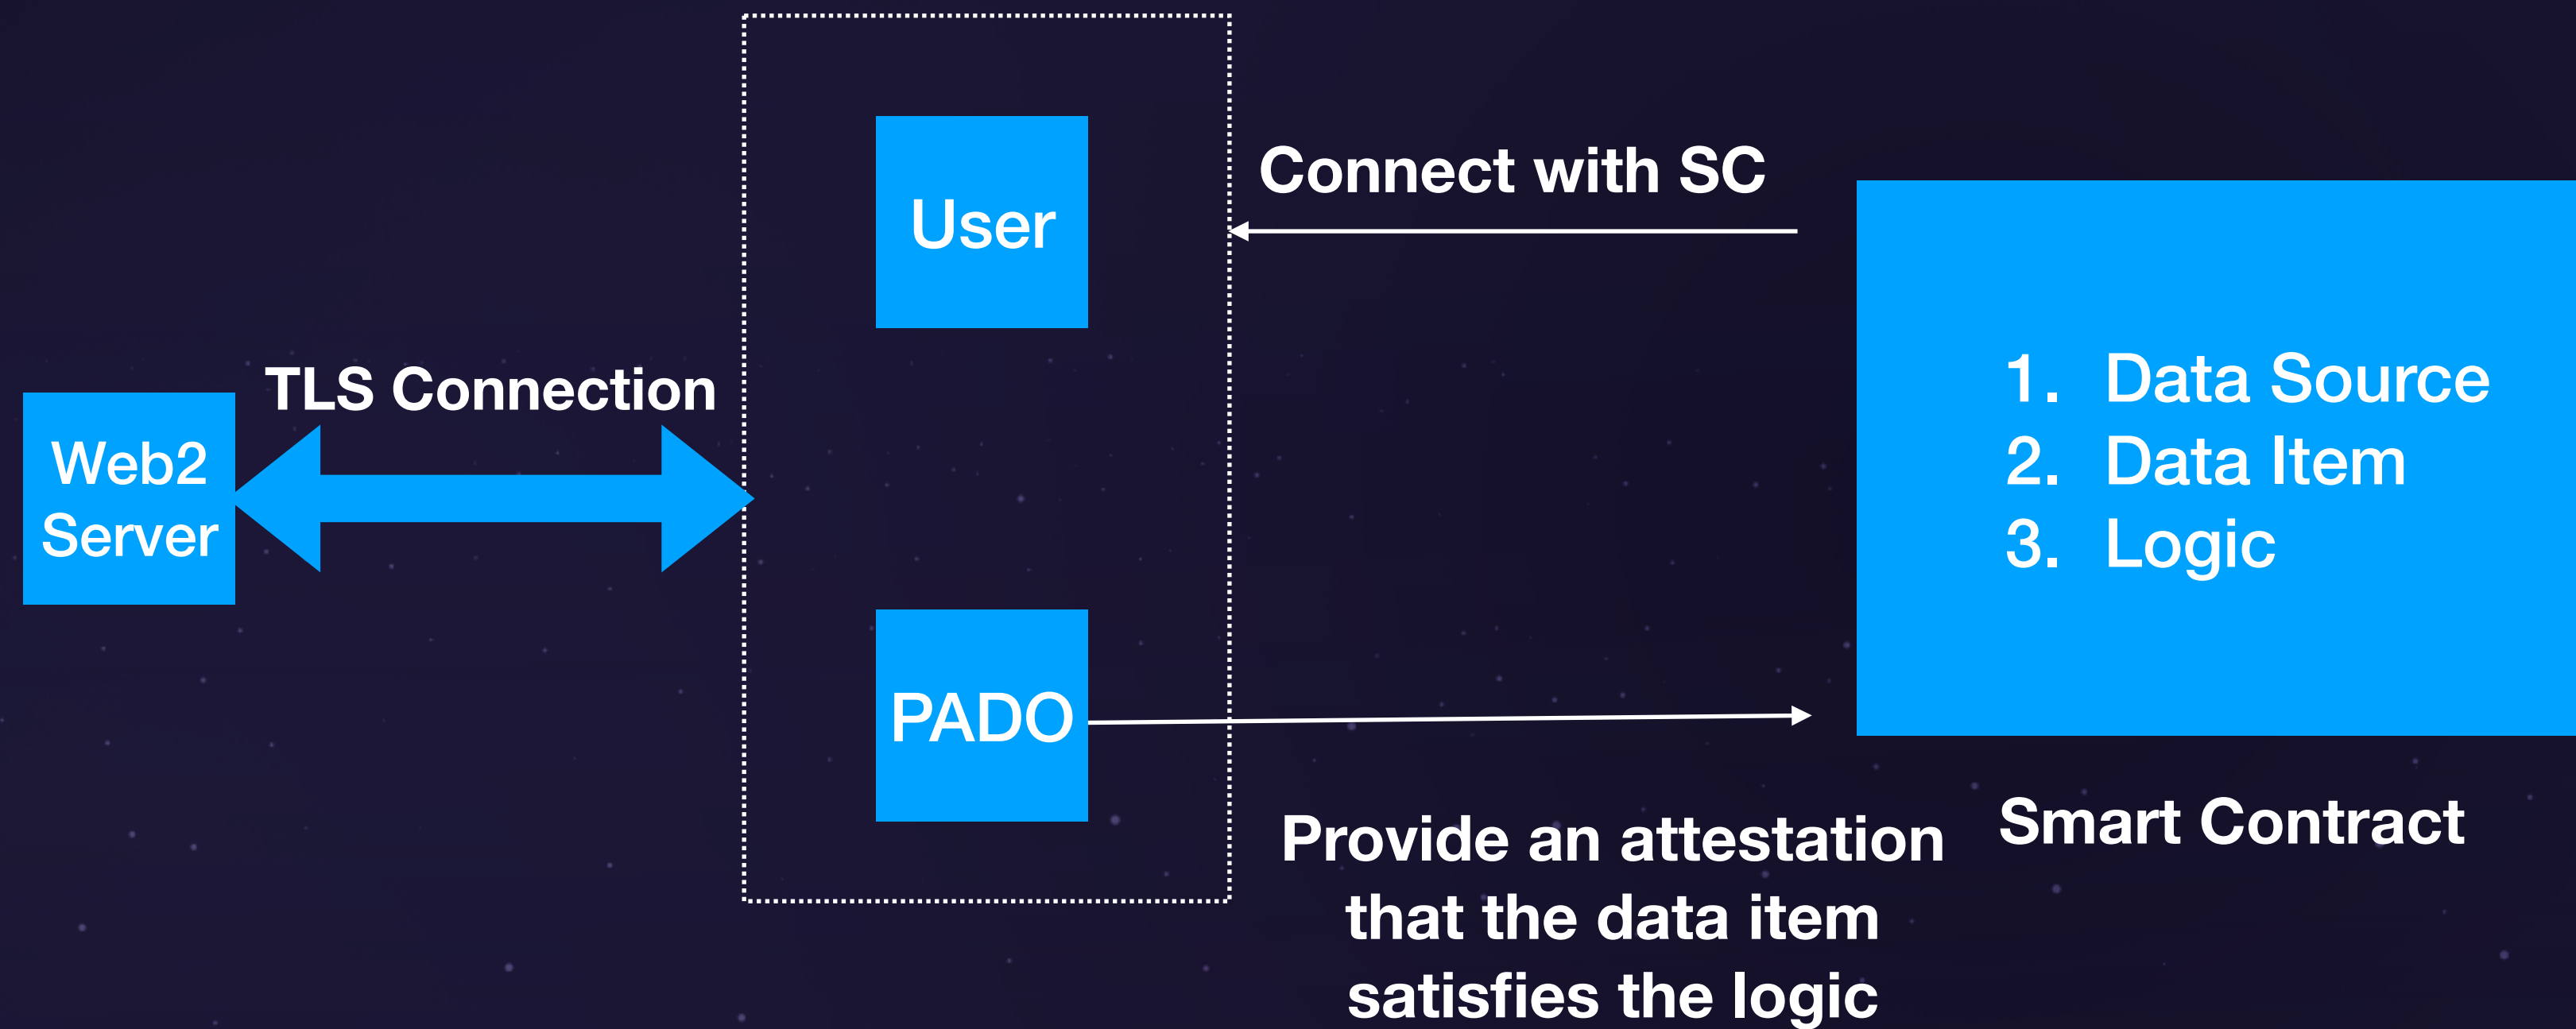 User
Connect with SC
TLS Connection
Web2
Server
1. Data Source
2. Data Item
3. Logic
PADO
Provide an attestation
that the data item
satisfies the logic
Smart Contract